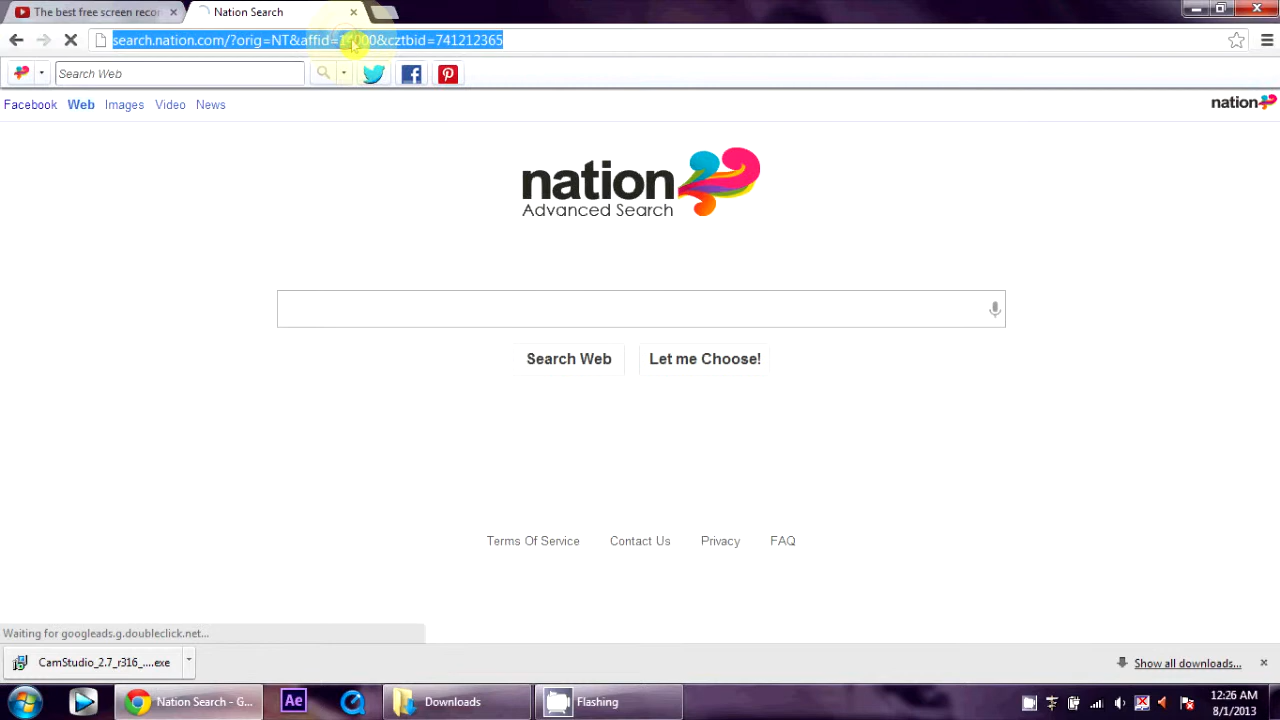 The best free screen recor
Nation Search
search.nation.com/?orig=NT&affid=1000&cztbid=741212365
Search Web
Facebook Web Images Video News
nation
nation
Advanced Search
Search Web
Let me Choose!
Terms Of Service Contact Us Privacy FAQ
Waiting for googleads.g.doubleclick.net...
CamStudio_2.7_r316_....exe
Show all downloads...
Nation Search - G...
Ae
Downloads
Flashing
12:26 AM
8/1/2013